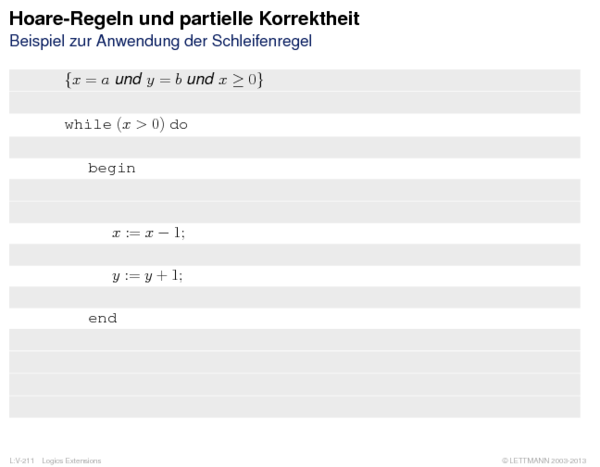 Hoare-Regeln und partielle Korrektheit
Beispiel zur Anwendung der Schleifenregel
{x = a und y = b und x ≥ 0}
while (x > 0) do
begin
x := x − 1;
y := y + 1;
end
L:V-211 Logics Extensions © LETTMANN 2003-2013